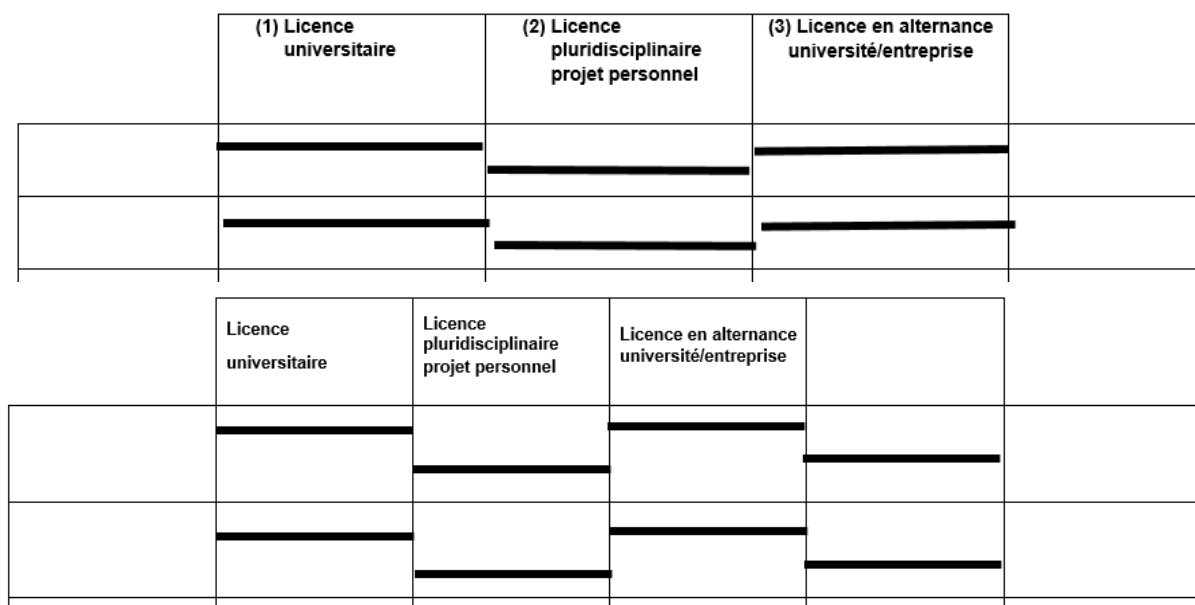 (1) Licence
universitaire
(2) Licence
pluridisciplinaire
projet personnel
(3) Licence en alternance
université/entreprise
Licence
universitaire
Licence
pluridisciplinaire
projet personnel
Licence en alternance
université/entreprise